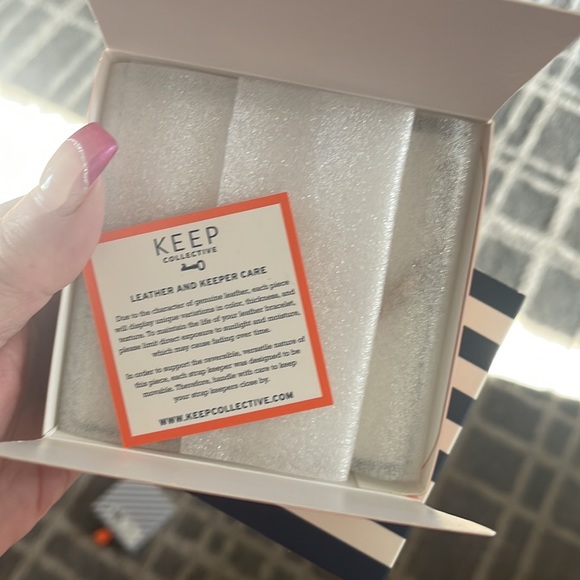 KEEP
COLLECTIVE
LEATHER AND KEEPER CARE
Due to the character of genuine leather, each piece
will display unique variations in color, thickness, and
texture. To maintain the life of your leather bracelet,
please limit direct exposure to sunlight and moisture,
which may cause fading over time.
In order to support the reversible, versatile nature of
this piece, each strap keeper was designed to be
movable. Therefore, handle with care to keep
your strap keepers close by.
WWW.KEEPCOLLECTIVE.COM